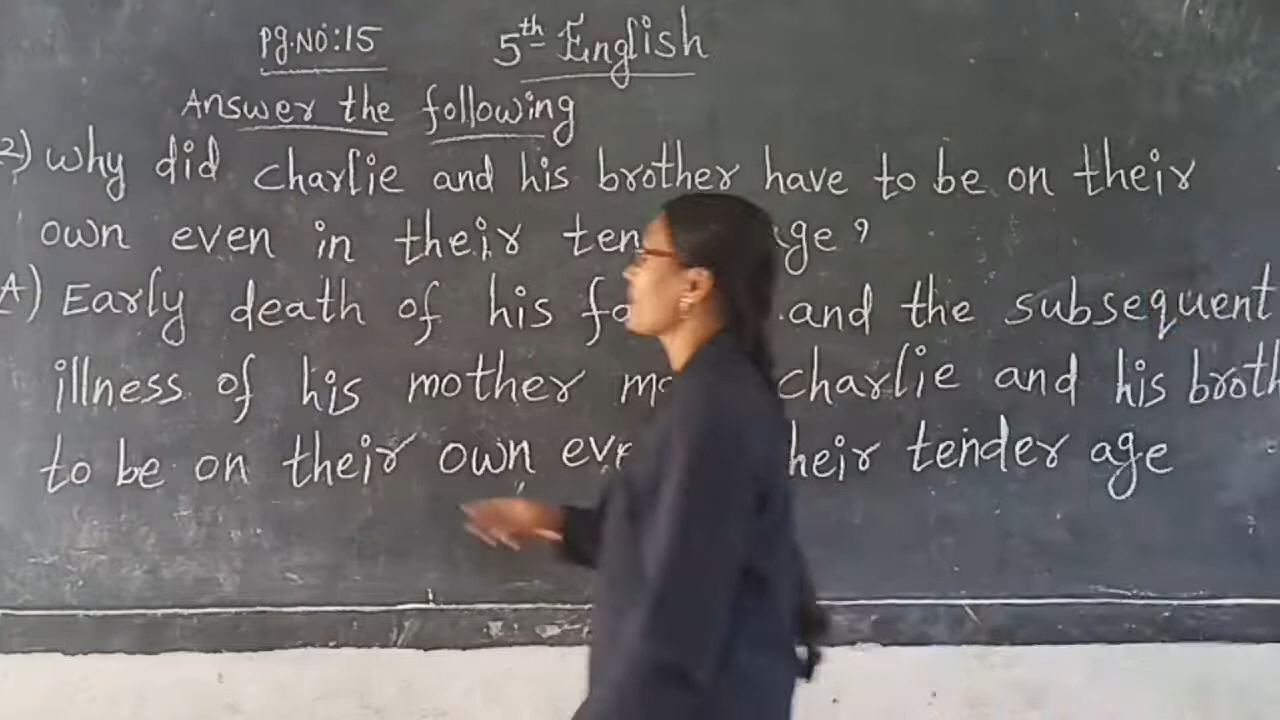 Pg.No:15 5th English
Answer the following
2) why did charlie and his brother have to be on their
own even in their ten ge?
A) Early death of his fa and the subsequent
illness of his mother ma charlie and his broth
to be on their own eve heir tender age